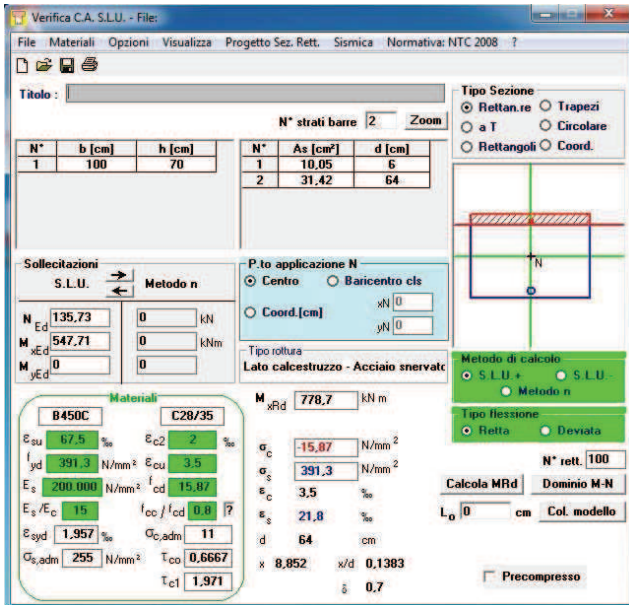 Verifica C.A. S.L.U. - File:
File Materiali Opzioni Visualizza Progetto Sez. Rett. Sismica Normativa: NTC 2008 ?
Titolo :
N° strati barre 2 Zoom
Tipo Sezione
Rettan.re Trapezi
a T Circolare
Rettangoli Coord.
N° b [cm] h [cm]
1 100 70
N° As [cm²] d [cm]
1 10,05 6
2 31,42 64
N
Sollecitazioni
S.L.U. Metodo n
N Ed 135,73 0 kN
M xEd 547,71 0 kNm
M yEd 0 0
P.to applicazione N
Centro Baricentro cls
Coord.[cm] xN 0
yN 0
Tipo rottura
Lato calcestruzzo - Acciaio snervato
Metodo di calcolo
S.L.U.+ S.L.U.-
Metodo n
Tipo flessione
Retta Deviata
N° rett. 100
Calcola MRd Dominio M-N
L₀ 0 cm Col. modello
Precompresso
Materiali
B450C C28/35
εsu 67,5 ‰ εc2 2 ‰
fyd 391,3 N/mm² εcu 3,5
Es 200.000 N/mm² fcd 15,87
Es/Ec 15 fcc/fcd 0,8 ?
εsyd 1,957 ‰ σc,adm 11
σs,adm 255 N/mm² τco 0,6667
τc1 1,971
M xRd 778,7 kN m
σc -15,87 N/mm²
σs 391,3 N/mm²
εc 3,5 ‰
εs 21,8 ‰
d 64 cm
x 8,852 x/d 0,1383
δ 0,7